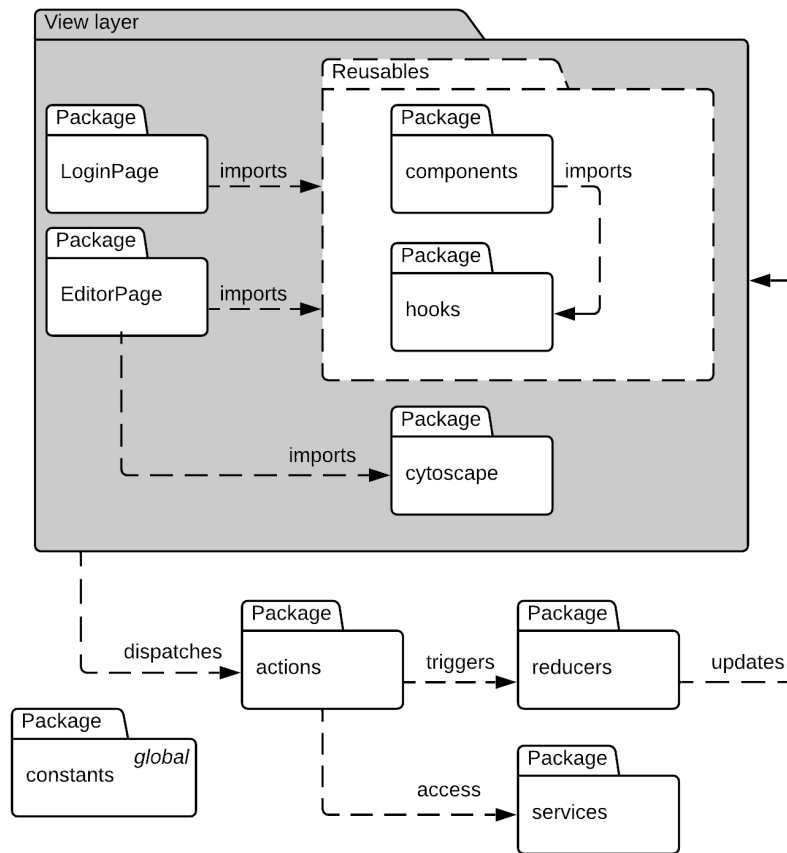 View layer
Reusables
Package
LoginPage
imports
Package
components
imports
Package
EditorPage
imports
Package
hooks
imports
Package
cytoscape
dispatches
Package
actions
triggers
Package
reducers
updates
Package
global
constants
access
Package
services